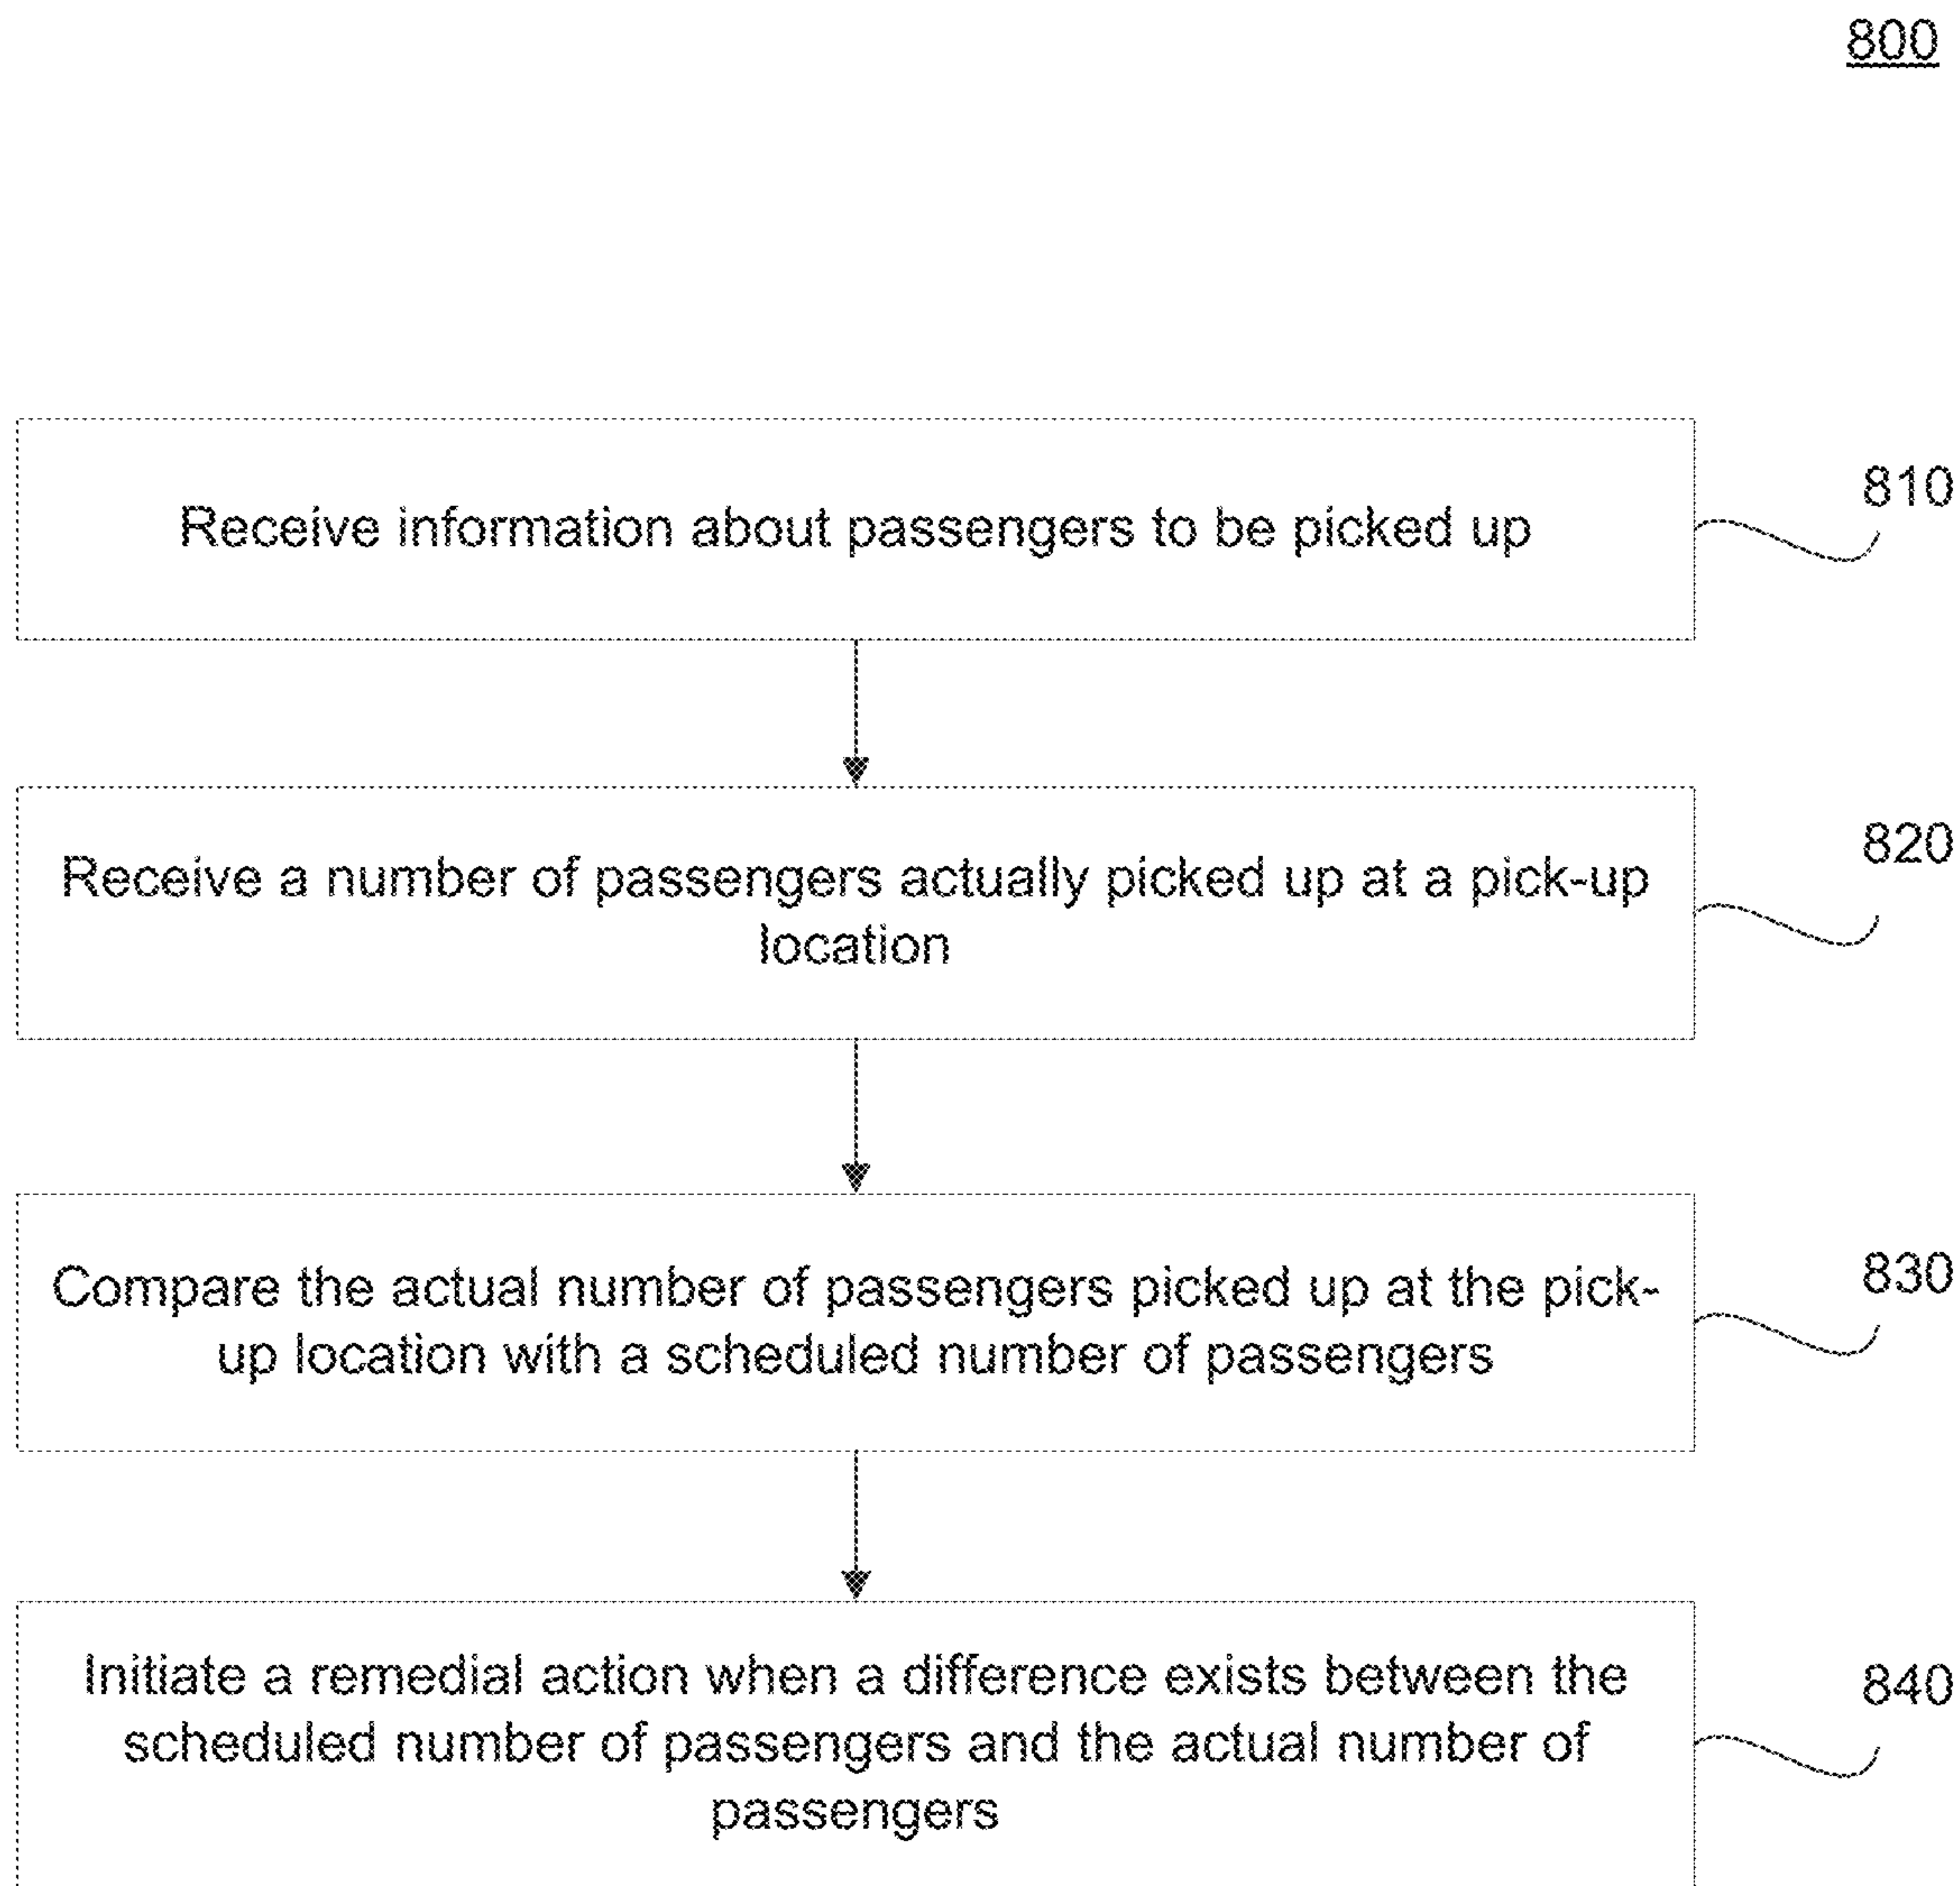 800
Receive information about passengers to be picked up
810
Receive a number of passengers actually picked up at a pick-up
location
820
Compare the actual number of passengers picked up at the pick-
up location with a scheduled number of passengers
830
Initiate a remedial action when a difference exists between the
scheduled number of passengers and the actual number of
passengers
840